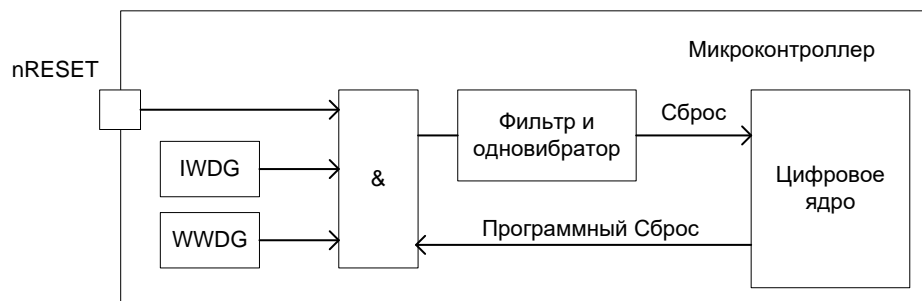 Микроконтроллер
nRESET
Фильтр и
одновибратор
Сброс
IWDG
&
Цифровое
ядро
WWDG
Программный Сброс